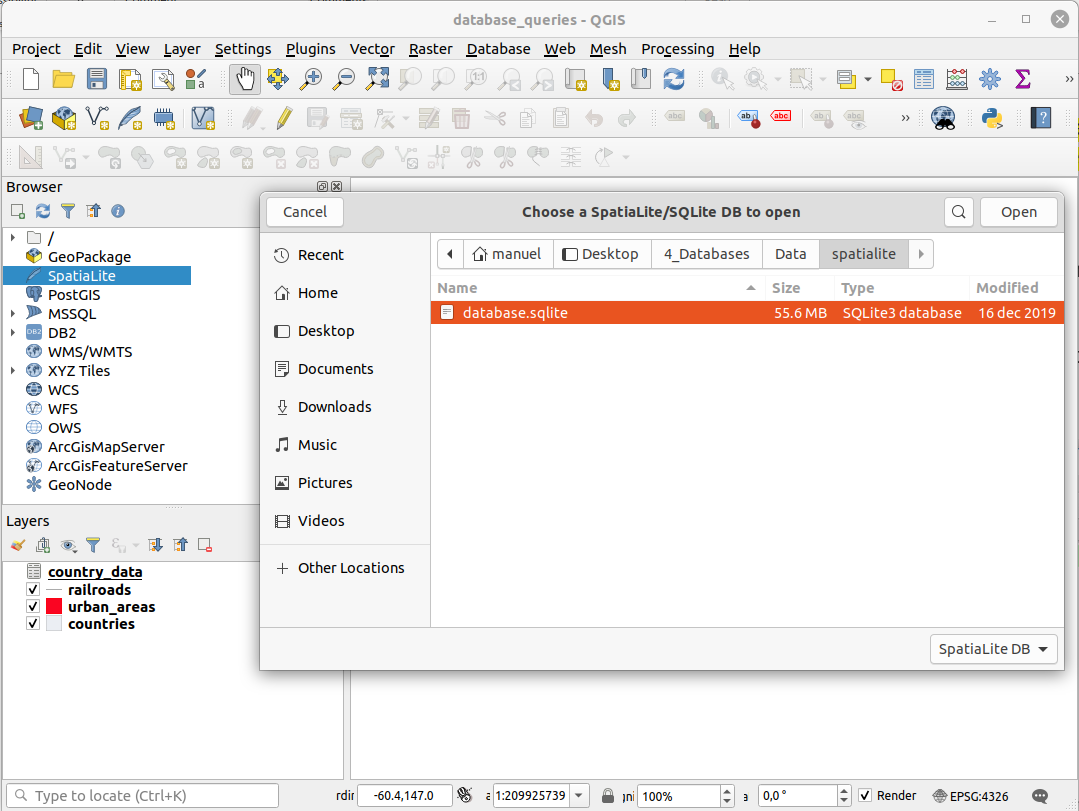 database_queries - QGIS
Project Edit View Layer Settings Plugins Vector Raster Database Web Mesh Processing Help
Browser
Cancel
Choose a SpatiaLite/SQLite DB to open
Open
/
GeoPackage
SpatiaLite
PostGIS
MSSQL
DB2
WMS/WMTS
XYZ Tiles
WCS
WFS
OWS
ArcGisMapServer
ArcGisFeatureServer
GeoNode
Recent
Home
Desktop
Documents
Downloads
Music
Pictures
Videos
Other Locations
manuel Desktop 4_Databases Data spatialite
Name Size Type Modified
database.sqlite 55.6 MB SQLite3 database 16 dec 2019
SpatiaLite DB
Layers
country_data
railroads
urban_areas
countries
Type to locate (Ctrl+K) rdir -60.4,147.0 1:209925739 gni 100% 0,0 ° Render EPSG:4326